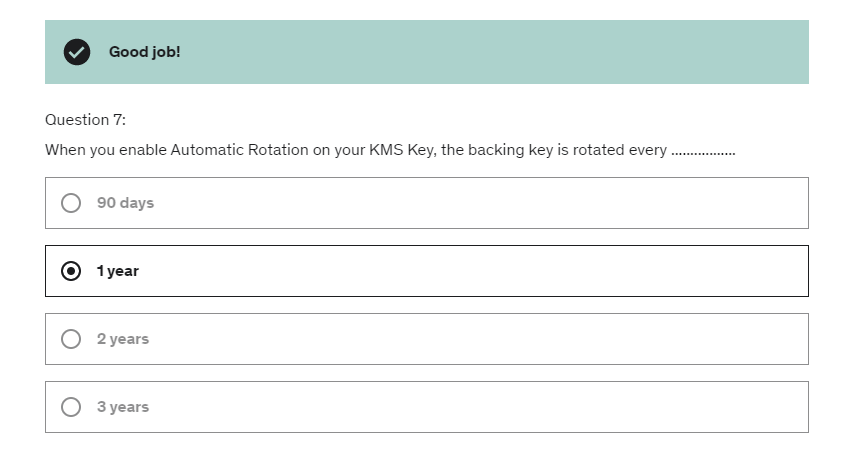 Good job!
Question 7:
When you enable Automatic Rotation on your KMS Key, the backing key is rotated every .................
90 days
1 year
2 years
3 years